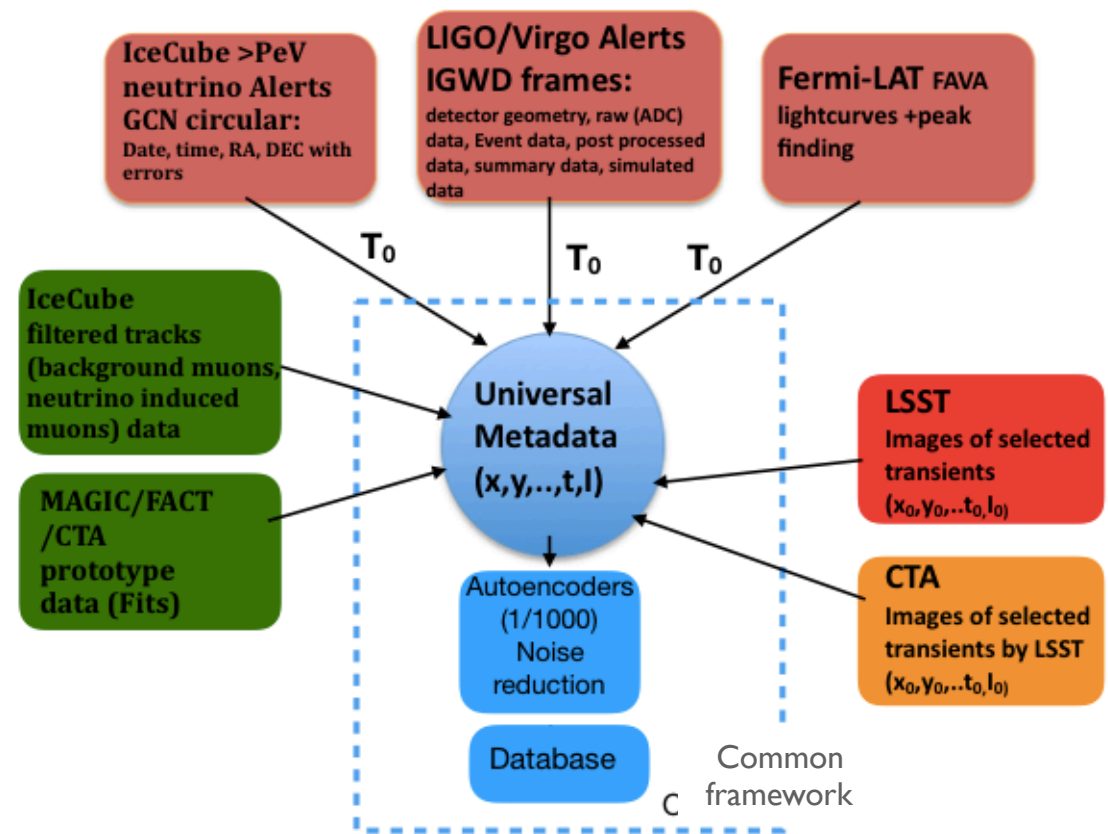 IceCube >PeV
neutrino Alerts
GCN circular:
Date, time, RA, DEC with
errors
LIGO/Virgo Alerts
IGWD frames:
detector geometry, raw (ADC)
data, Event data, post processed
data, summary data, simulated
data
Fermi-LAT FAVA
lightcurves +peak
finding
T₀
T₀
T₀
IceCube
filtered tracks
(background muons,
neutrino induced
muons) data
MAGIC/FACT
/CTA
prototype
data (Fits)
Universal
Metadata
(x,y,..,t,I)
LSST
Images of selected
transients
(x₀,y₀,..t₀,I₀)
CTA
Images of selected
transients by LSST
(x₀,y₀,..t₀,I₀)
Autoencoders
(1/1000)
Noise
reduction
Database
Common
framework